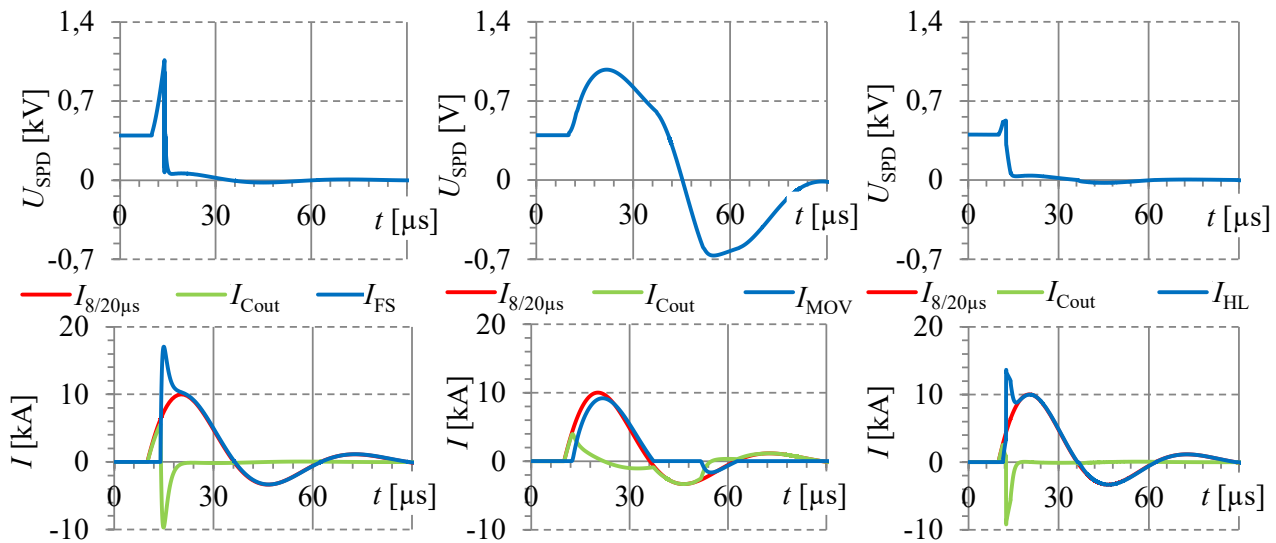 1,4
0,7
0
-0,7
U_SPD [kV]
0 30 60
t [µs]
1,4
0,7
0
-0,7
U_SPD [V]
0 30 60
t [µs]
1,4
0,7
0
-0,7
U_SPD [kV]
0 30 60
t [µs]
I_8/20µs I_Cout I_FS
20
10
0
-10
I [kA]
0 30 60
t [µs]
I_8/20µs I_Cout I_MOV
20
10
0
-10
I [kA]
0 30 60
t [µs]
I_8/20µs I_Cout I_HL
20
10
0
-10
I [kA]
0 30 60
t [µs]